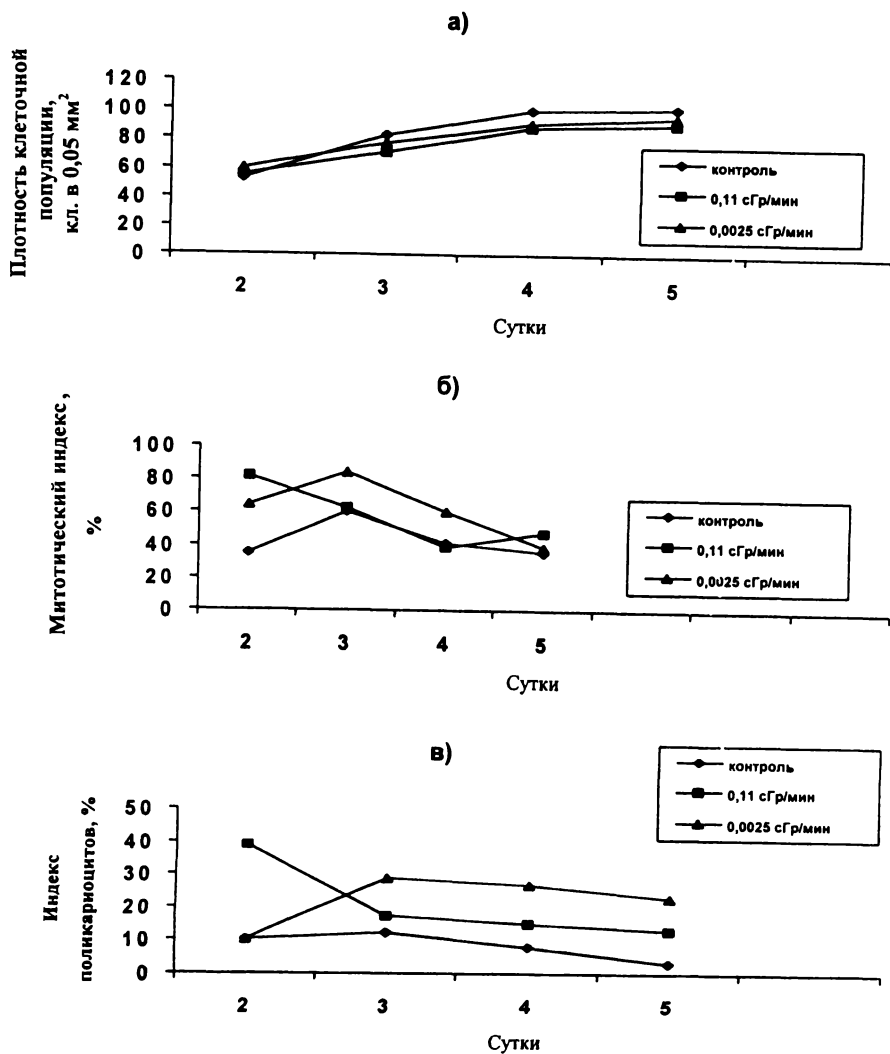 а)
Плотность клеточной
популяции,
кл. в 0,05 мм²
120
100
80
60
40
20
0
2 3 4 5
Сутки
контроль
0,11 сГр/мин
0,0025 сГр/мин
б)
Митотический индекс,
%
100
80
60
40
20
0
2 3 4 5
Сутки
контроль
0,11 сГр/мин
0,0025 сГр/мин
в)
Индекс
поликариоцитов, %
50
40
30
20
10
0
2 3 4 5
Сутки
контроль
0,11 сГр/мин
0,0025 сГр/мин